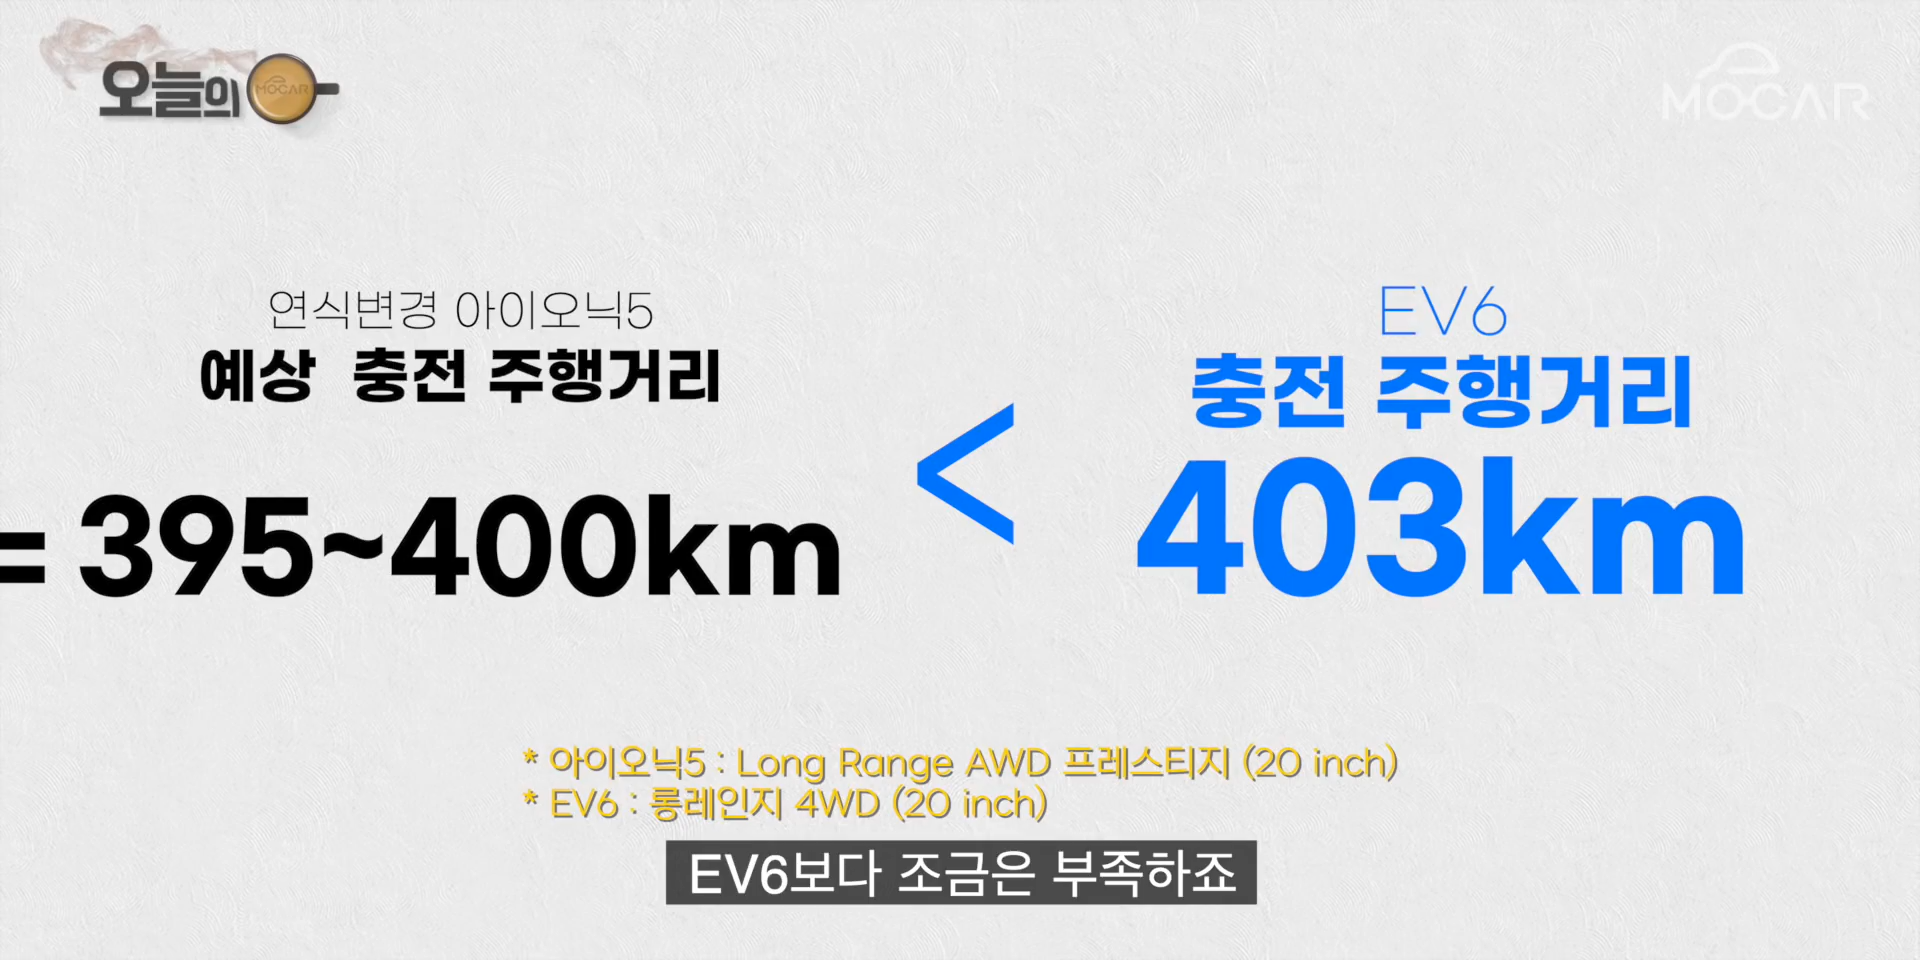 오늘의 MOCAR
MOCAR
연식변경 아이오닉5
예상 충전 주행거리
= 395~400km
<
EV6
충전 주행거리
403km
* 아이오닉5 : Long Range AWD 프레스티지 (20 inch)
* EV6 : 롱레인지 4WD (20 inch)
EV6보다 조금은 부족하죠